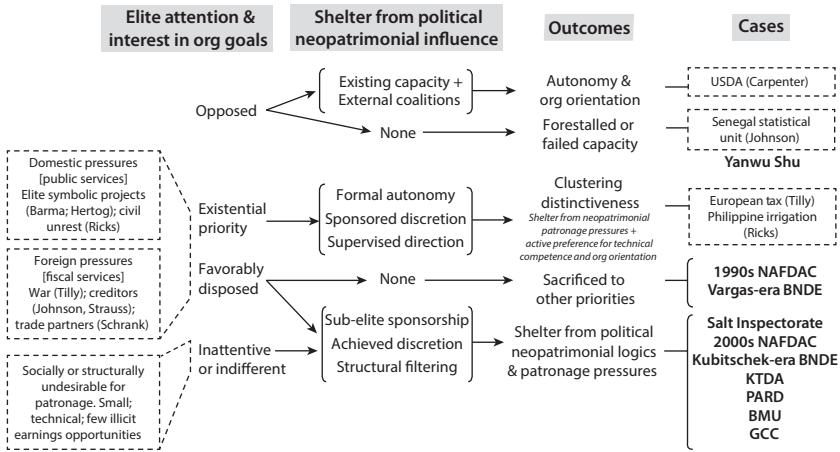 Elite attention &
interest in org goals
Shelter from political
neopatrimonial influence
Outcomes
Cases
Opposed
Existing capacity +
External coalitions
Autonomy &
org orientation
USDA (Carpenter)
None
Forestalled or
failed capacity
Senegal statistical
unit (Johnson)
Yanwu Shu
Domestic pressures
[public services]
Elite symbolic projects
(Barma; Hertog); civil
unrest (Ricks)
Existential
priority
Formal autonomy
Sponsored discretion
Supervised direction
Clustering
distinctiveness
Shelter from neopatrimonial
patronage pressures +
active preference for technical
competence and org orientation
European tax (Tilly)
Philippine irrigation
(Ricks)
Foreign pressures
[fiscal services]
War (Tilly); creditors
(Johnson, Strauss);
trade partners (Schrank)
Favorably
disposed
None
Sacrificed to
other priorities
1990s NAFDAC
Vargas-era BNDE
Socially or structurally
undesirable for
patronage. Small;
technical; few illicit
earnings opportunities
Inattentive
or indifferent
Sub-elite sponsorship
Achieved discretion
Structural filtering
Shelter from political
neopatrimonial logics
& patronage pressures
Salt Inspectorate
2000s NAFDAC
Kubitschek-era BNDE
KTDA
PARD
BMU
GCC